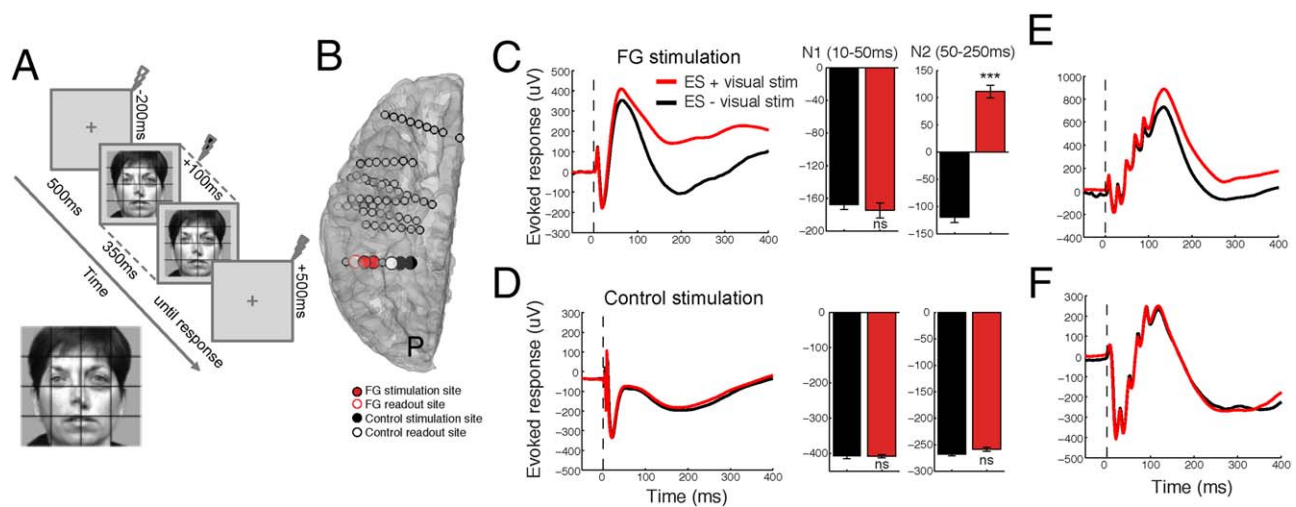 A
-200ms
+100ms
500ms
350ms
Time
until response
+500ms
B
P
FG stimulation site
FG readout site
Control stimulation site
Control readout site
C
FG stimulation
ES + visual stim
ES - visual stim
Evoked response (uV)
500
400
300
200
100
0
−100
−200
−300
0 100 200 300 400
N1 (10-50ms)
0
−40
−80
−120
−160
−200
ns
N2 (50-250ms)
150
100
50
0
−50
−100
−150
***
E
1000
800
600
400
200
0
−200
−400
−600
0 100 200 300 400
D
Control stimulation
Evoked response (uV)
300
200
100
0
−100
−200
−300
−400
−500
0 100 200 300 400
Time (ms)
0
−100
−200
−300
−400
ns
0
−50
−100
−150
−200
−250
−300
ns
F
300
200
100
0
−100
−200
−300
−400
−500
0 100 200 300 400
Time (ms)